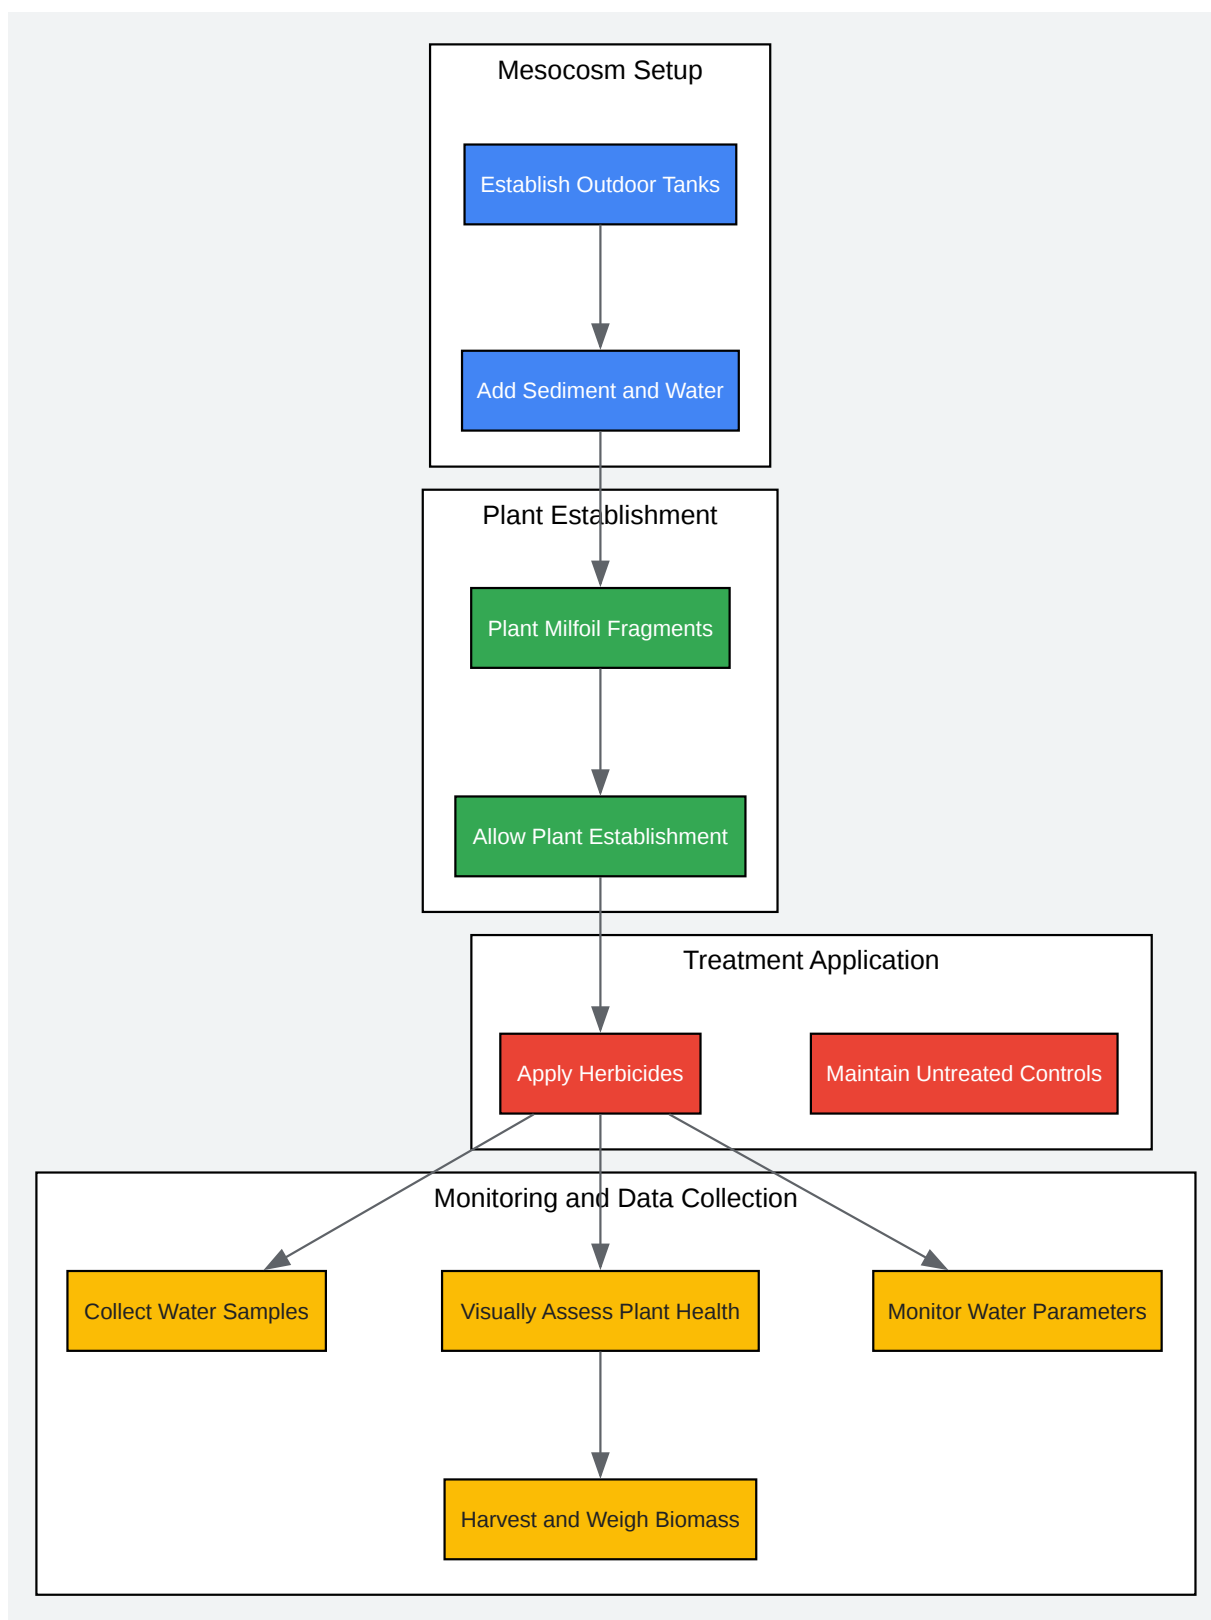 Mesocosm Setup
Establish Outdoor Tanks
Add Sediment and Water
Plant Establishment
Plant Milfoil Fragments
Allow Plant Establishment
Treatment Application
Apply Herbicides
Maintain Untreated Controls
Monitoring and Data Collection
Collect Water Samples
Visually Assess Plant Health
Monitor Water Parameters
Harvest and Weigh Biomass